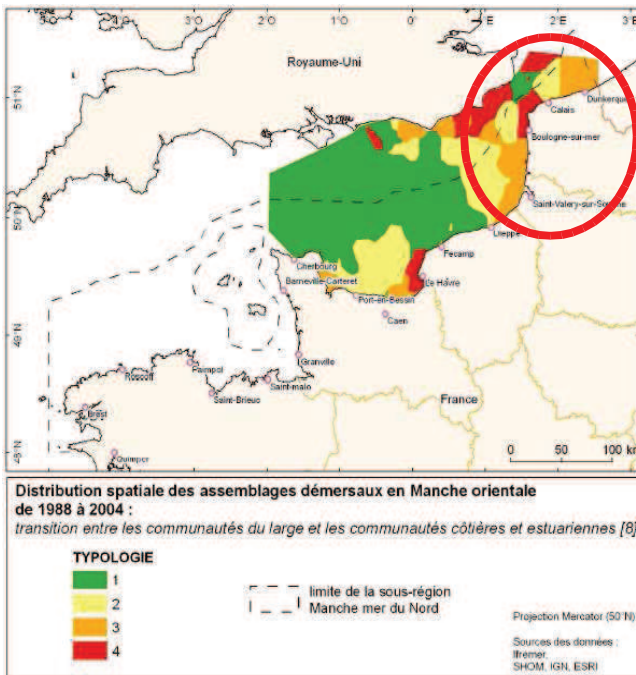 5°O 4°O 3°O 2°O 1°O 0° 1°E 2°E 3°E
Royaume-Uni
51°N
Dunkerque
Calais
Boulogne-sur-mer
50°N
Saint-Valery-sur-Somme
Dieppe
Fecamp
Cherbourg
Barneville-Carteret
Le Havre
Port-en-Bessin
Caen
49°N
Granville
Paimpol
Roscoff
Saint-malo
Saint-Brieuc
France
Brest
48°N
Quimper
0 50 100 km
Distribution spatiale des assemblages démersaux en Manche orientale
de 1988 à 2004 :
transition entre les communautés du large et les communautés côtières et estuariennes [8]
TYPOLOGIE
1
2
3
4
limite de la sous-région
Manche mer du Nord
Projection Mercator (50°N)
Sources des données :
Ifremer,
SHOM, IGN, ESRI